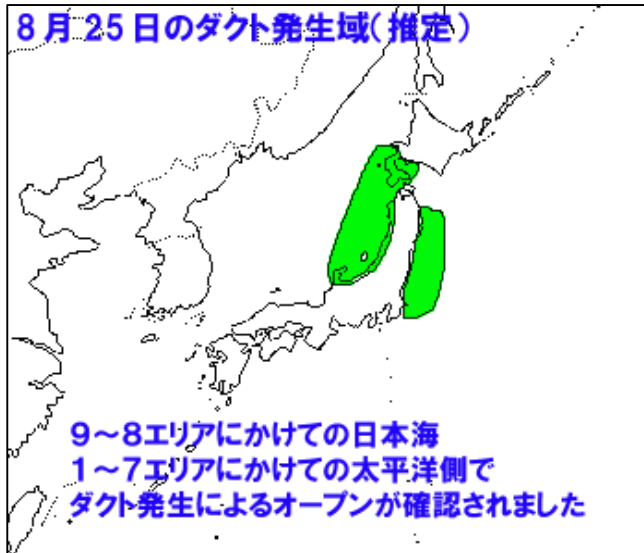 8月25日のダクト発生域(推定)
9~8エリアにかけての日本海
1~7エリアにかけての太平洋側で
ダクト発生によるオープンが確認されました